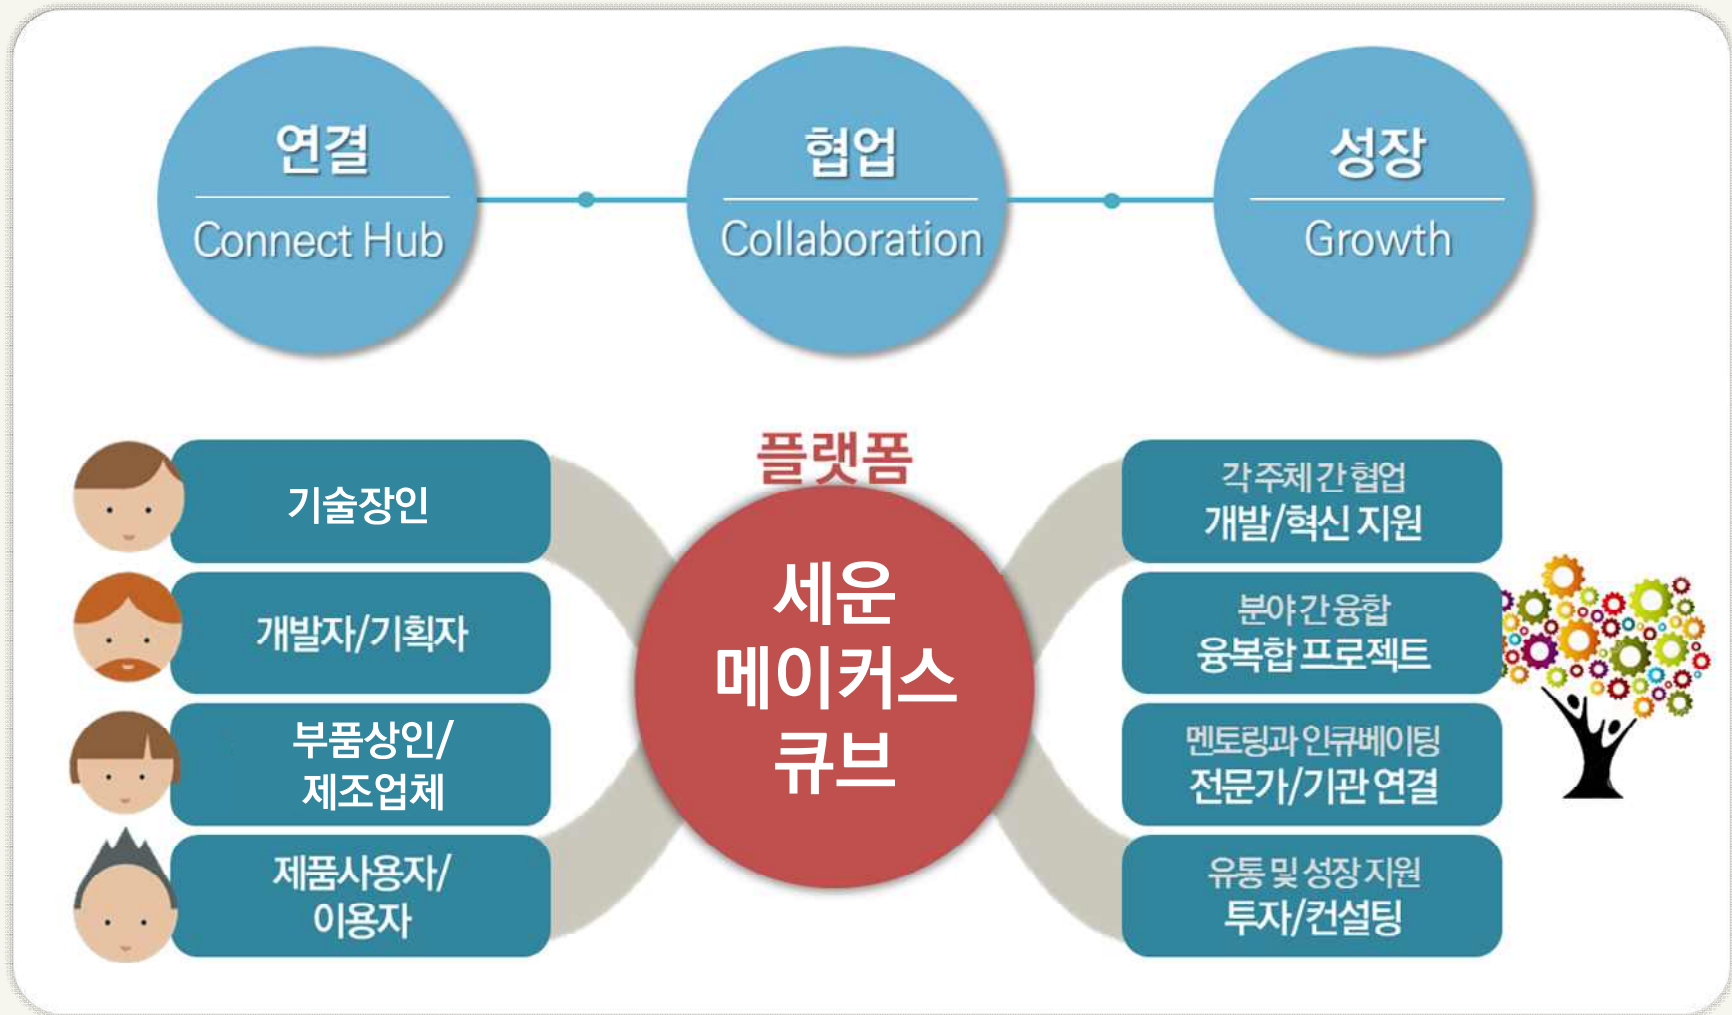 연결
Connect Hub
협업
Collaboration
성장
Growth
기술장인
개발자/기획자
부품상인/
제조업체
제품사용자/
이용자
플랫폼
세운
메이커스
큐브
각 주체 간 협업
개발/혁신 지원
분야 간 융합
융복합 프로젝트
멘토링과 인큐베이팅
전문가/기관 연결
유통 및 성장 지원
투자/컨설팅